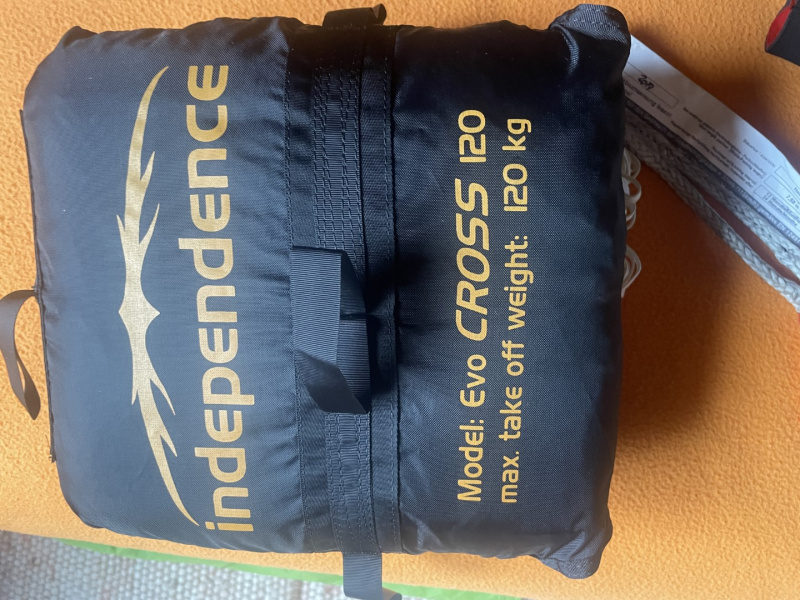 independence
Model: Evo CROSS 120
max. take off weight: 120 kg